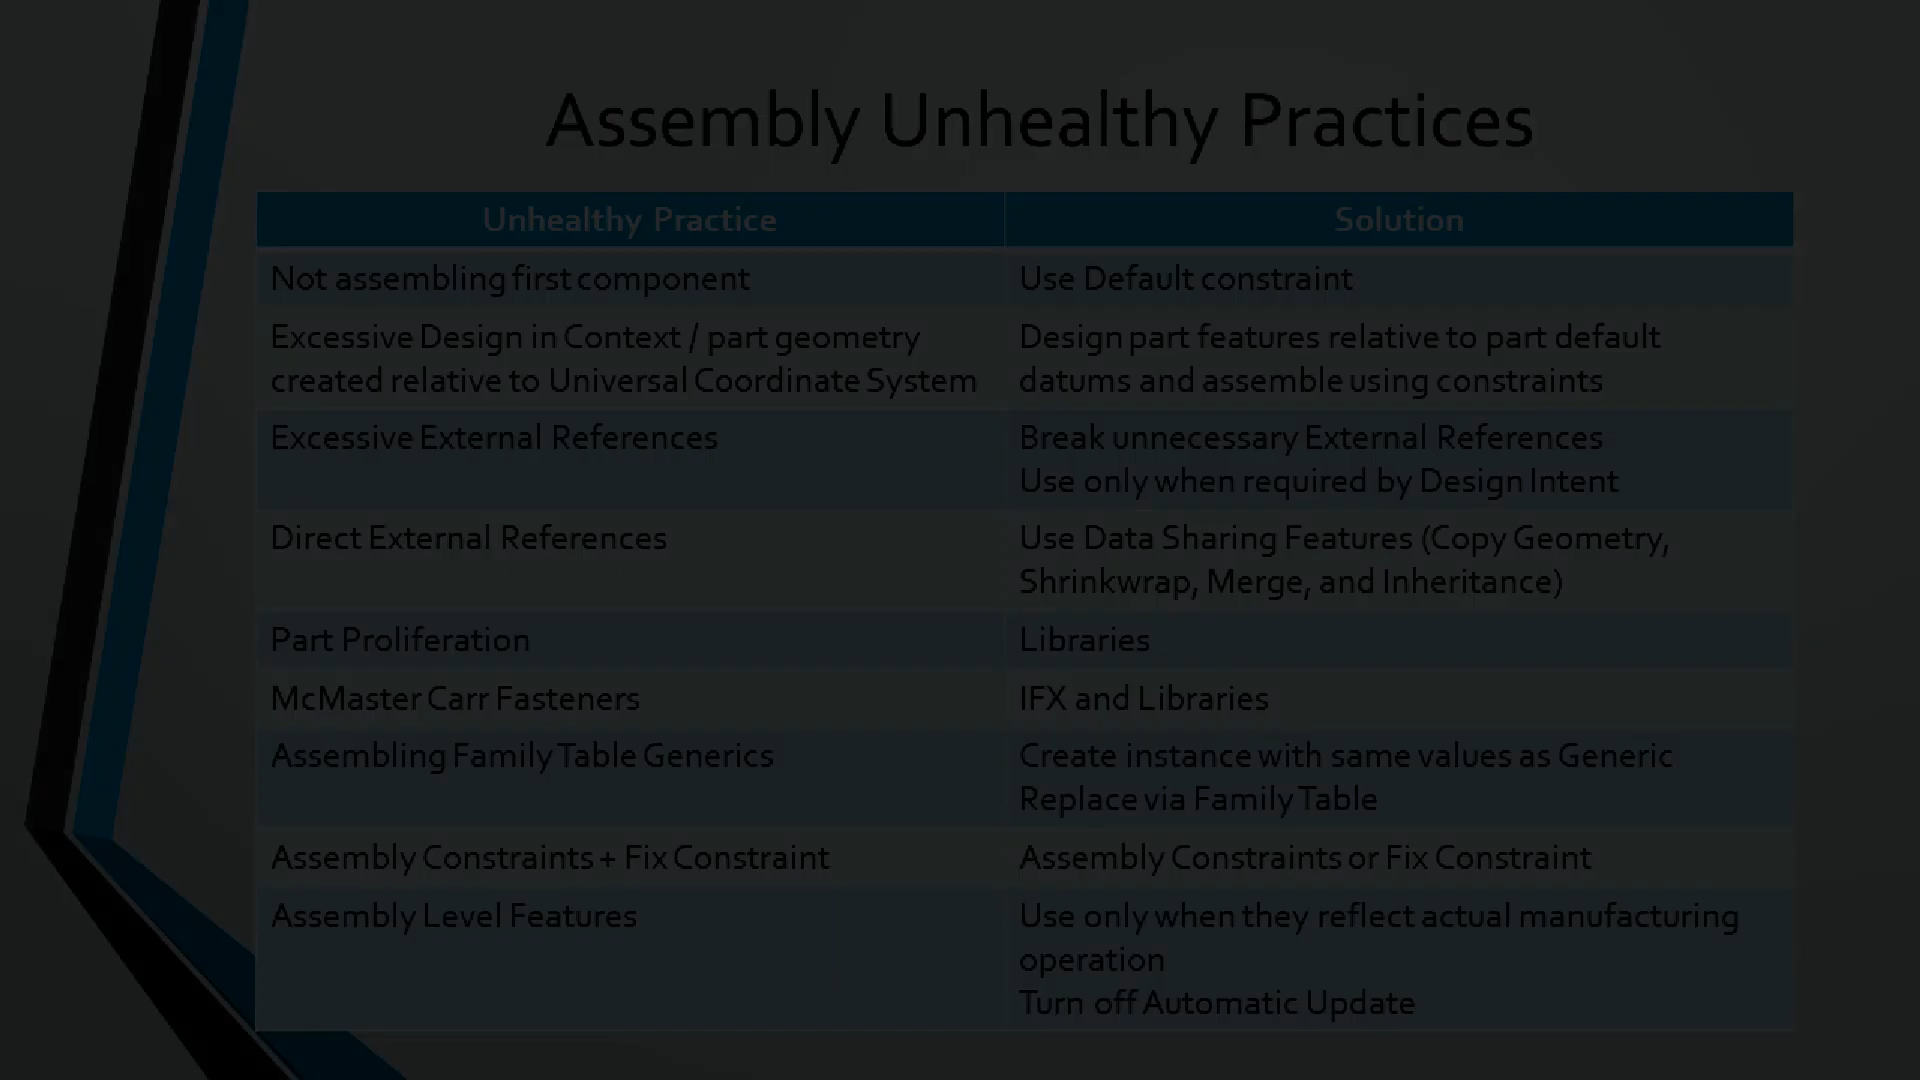 Assembly Unhealthy Practices
Unhealthy Practice
Solution
Not assembling first component
Use Default constraint
Excessive Design in Context / part geometry
created relative to Universal Coordinate System
Design part features relative to part default
datums and assemble using constraints
Excessive External References
Break unnecessary External References
Use only when required by Design Intent
Direct External References
Use Data Sharing Features (Copy Geometry,
Shrinkwrap, Merge, and Inheritance)
Part Proliferation
Libraries
McMaster Carr Fasteners
IFX and Libraries
Assembling Family Table Generics
Create instance with same values as Generic
Replace via Family Table
Assembly Constraints + Fix Constraint
Assembly Constraints or Fix Constraint
Assembly Level Features
Use only when they reflect actual manufacturing
operation
Turn off Automatic Update